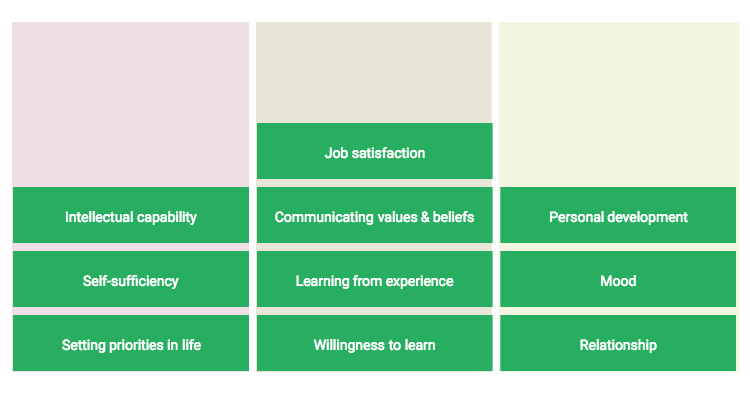 Job satisfaction
Intellectual capability
Communicating values & beliefs
Personal development
Self-sufficiency
Learning from experience
Mood
Setting priorities in life
Willingness to learn
Relationship